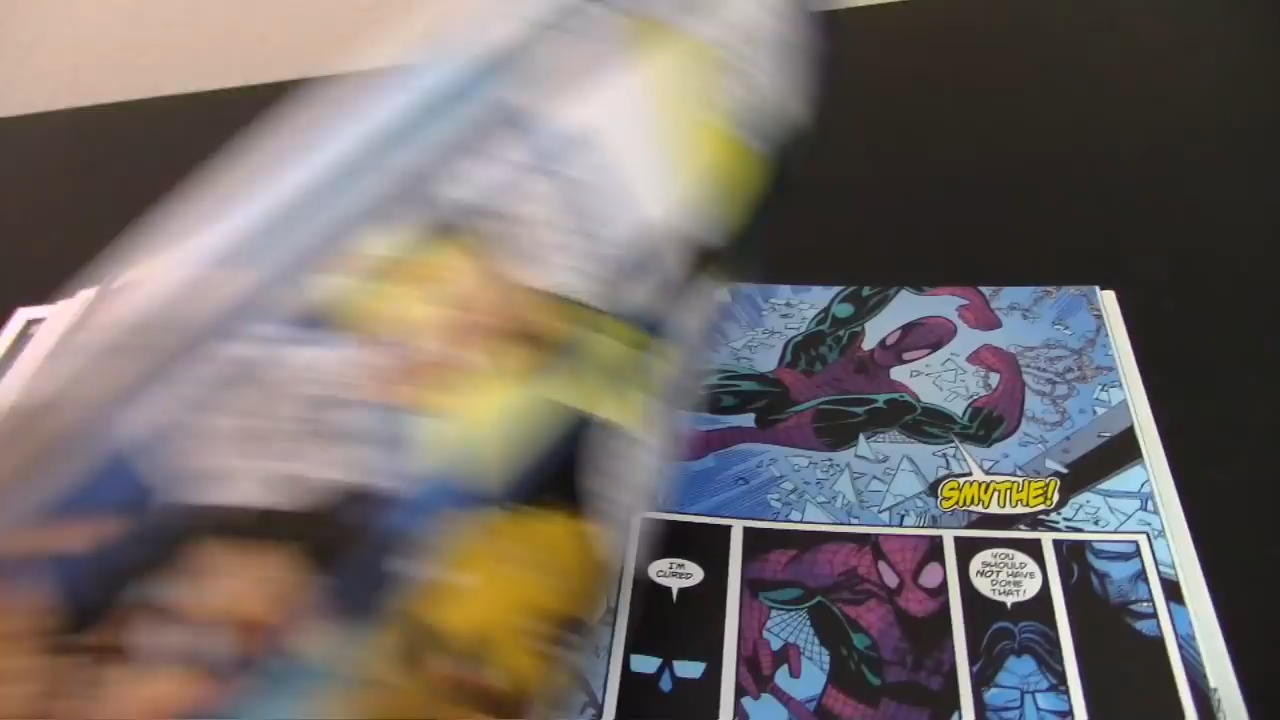 SMYTHE!
I'M
CURED.
YOU
SHOULD
NOT HAVE
DONE
THAT!